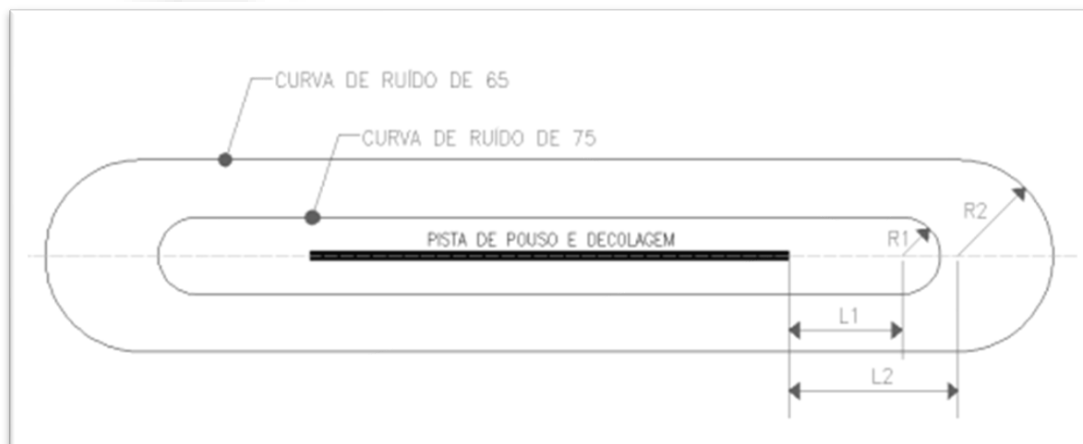 CURVA DE RUÍDO DE 65
CURVA DE RUÍDO DE 75
R2
PISTA DE POUSO E DECOLAGEM
R1
L1
L2